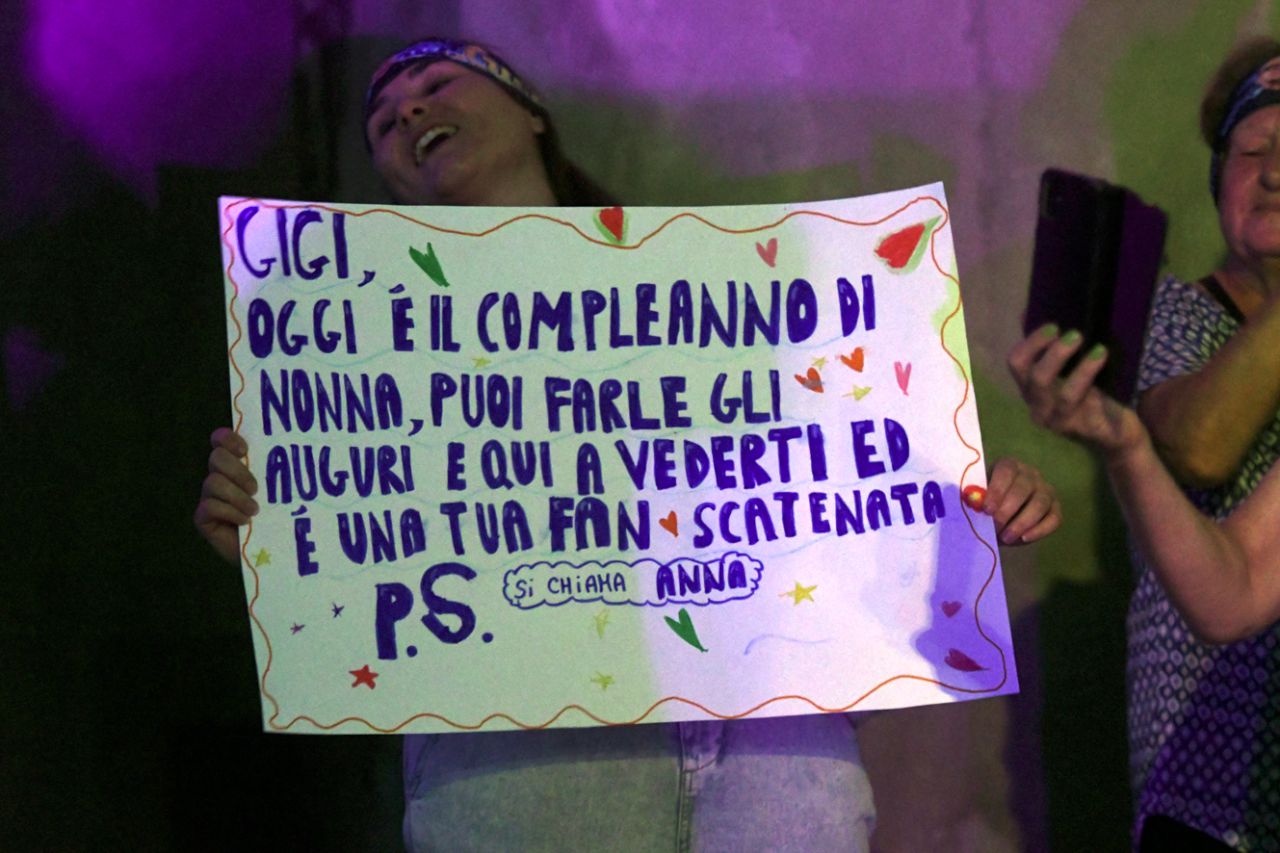 GIGI,
OGGI É IL COMPLEANNO DI
NONNA, PUOI FARLE GLI
AUGURI E QUI A VEDERTI ED
É UNA TUA FAN SCATENATA
P.S. Si CHiAMA ANNA